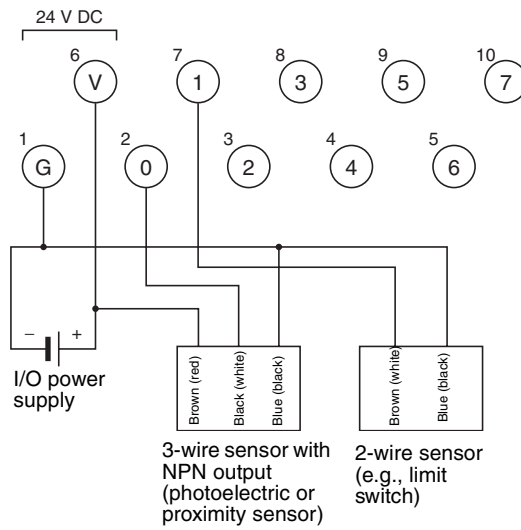 24 V DC
6 7 8 9 10
V 1 3 5 7
1 2 3 4 5
G 0 2 4 6
− +
I/O power
supply
Brown (red)
Black (white)
Blue (black)
Brown (white)
Blue (black)
3-wire sensor with
NPN output
(photoelectric or
proximity sensor)
2-wire sensor
(e.g., limit
switch)